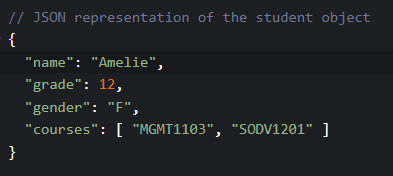 // JSON representation of the student object
{
  "name": "Amelie",
  "grade": 12,
  "gender": "F",
  "courses": [ "MGMT1103", "SODV1201" ]
}